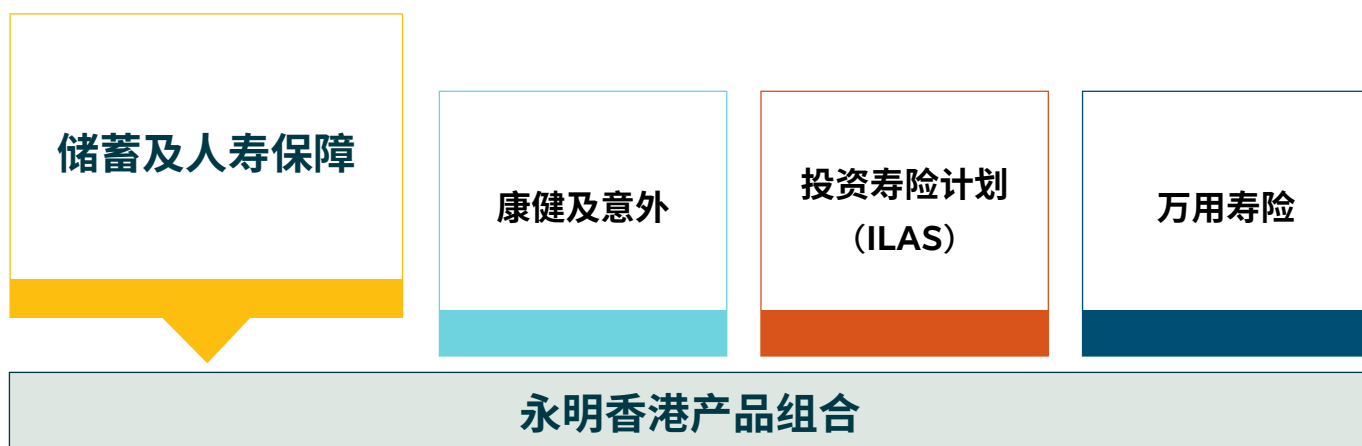 储蓄及人寿保障
康健及意外
投资寿险计划
（ILAS）
万用寿险
永明香港产品组合